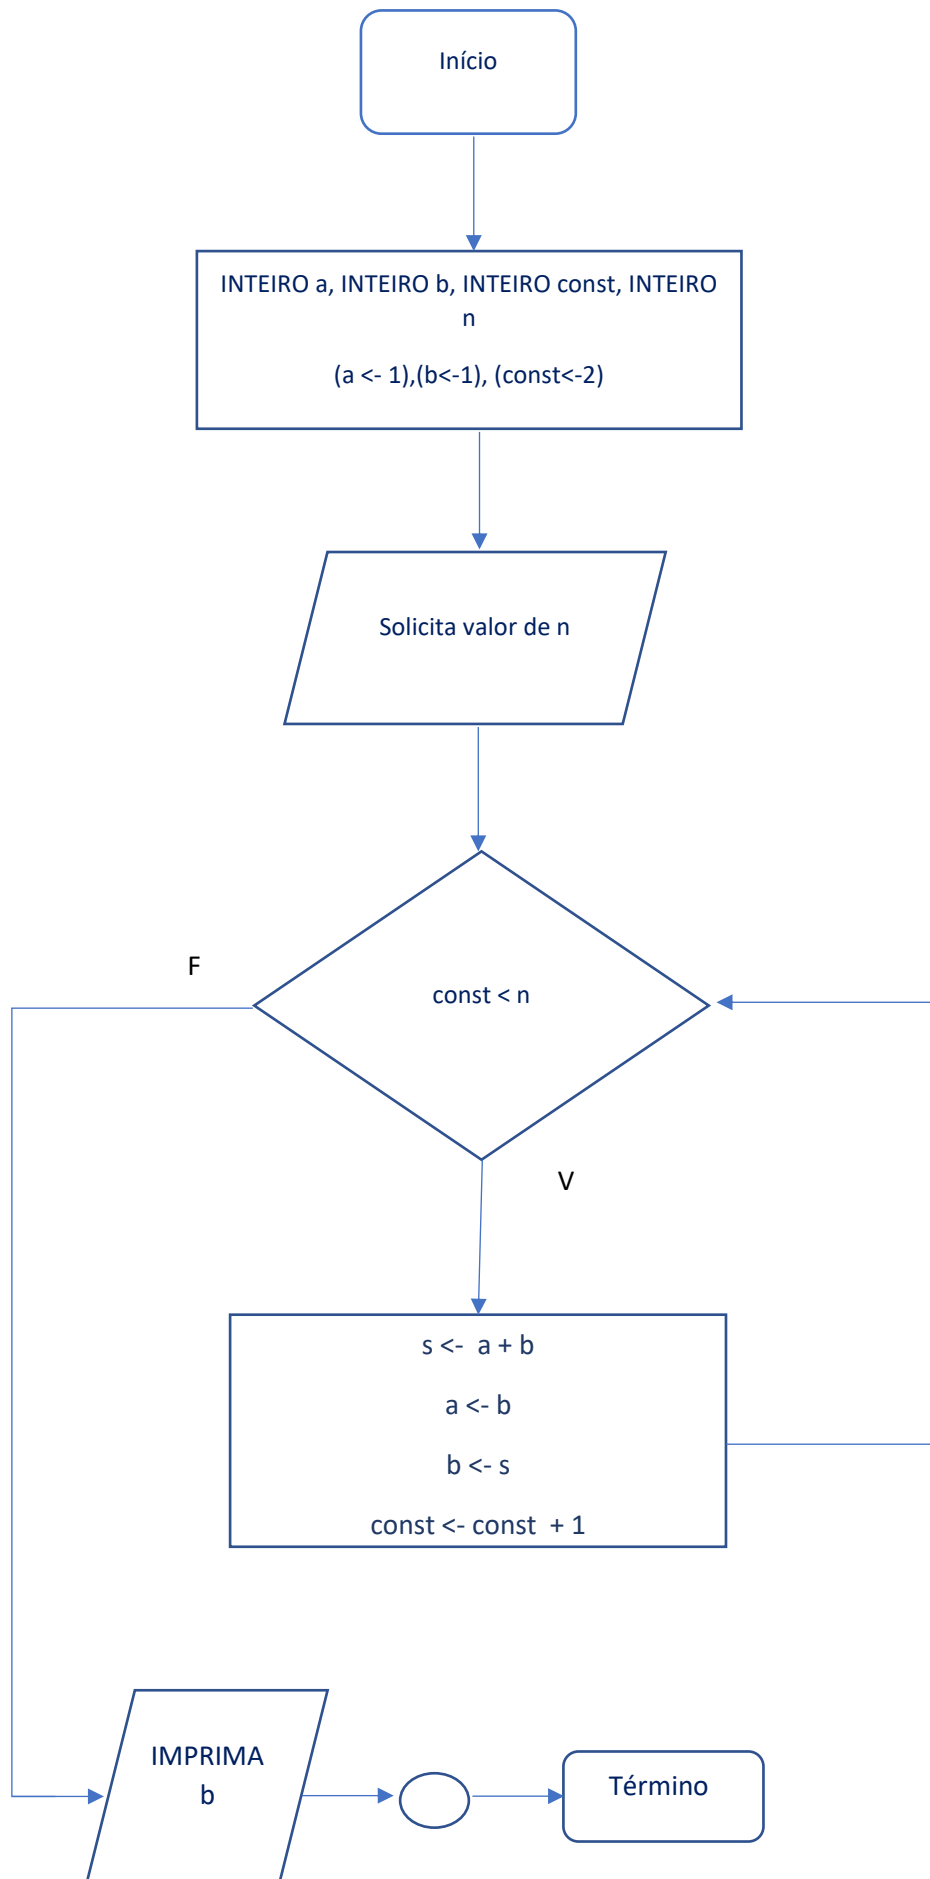 Início
INTEIRO a, INTEIRO b, INTEIRO const, INTEIRO
n
(a <- 1),(b<-1), (const<-2)
Solicita valor de n
F
const < n
V
s <- a + b
a <- b
b <- s
const <- const + 1
IMPRIMA
b
Término